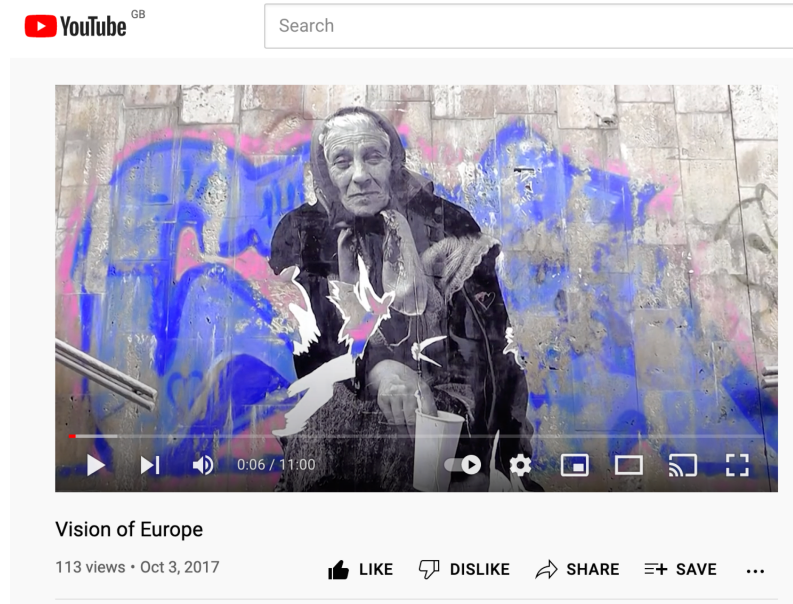 YouTube GB
Search
0:06 / 11:00
Vision of Europe
113 views • Oct 3, 2017
LIKE DISLIKE SHARE SAVE